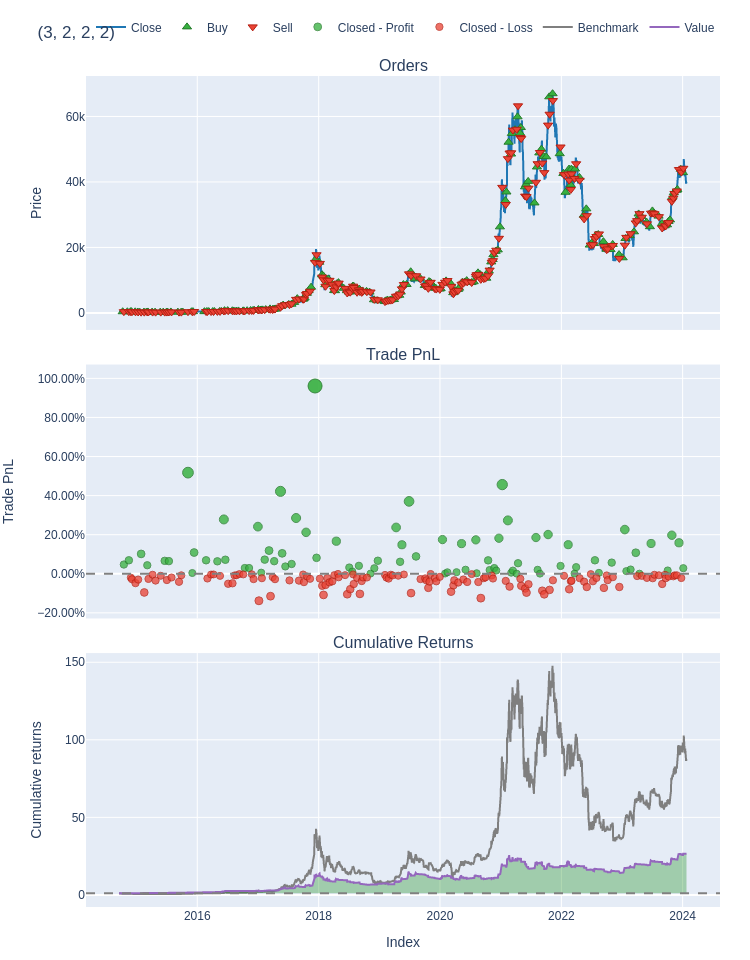 (3, 2, 2, 2)
Close Buy Sell Closed - Profit Closed - Loss Benchmark Value
Orders
Price
60k
40k
20k
0
Trade PnL
Trade PnL
100.00%
80.00%
60.00%
40.00%
20.00%
0.00%
−20.00%
Cumulative Returns
Cumulative returns
150
100
50
0
2016 2018 2020 2022 2024
Index